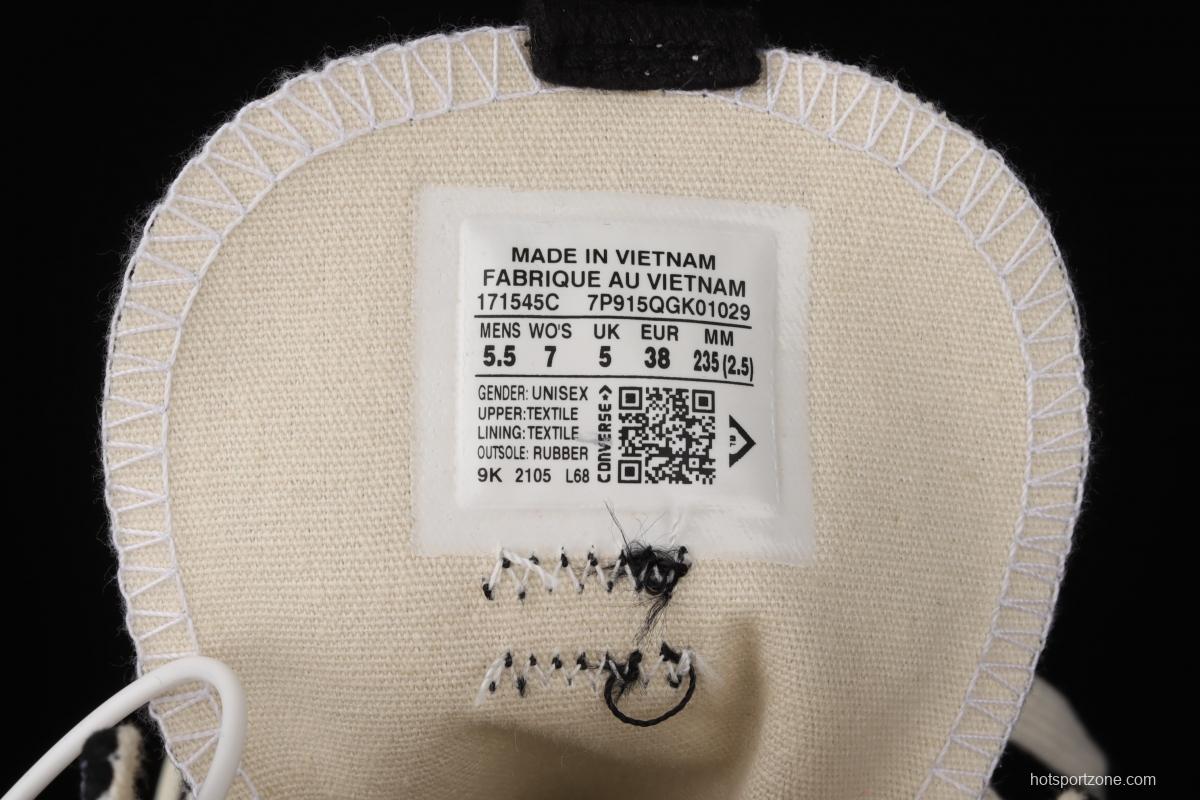 MADE IN VIETNAM
FABRIQUE AU VIETNAM
171545C 7P915QGK01029
MENS WO'S UK EUR MM
5.5 7 5 38 235 (2.5)
GENDER: UNISEX
UPPER: TEXTILE
LINING: TEXTILE
OUTSOLE: RUBBER
9K 2105 L68
CONVERSE
TM
hotsportzone.com